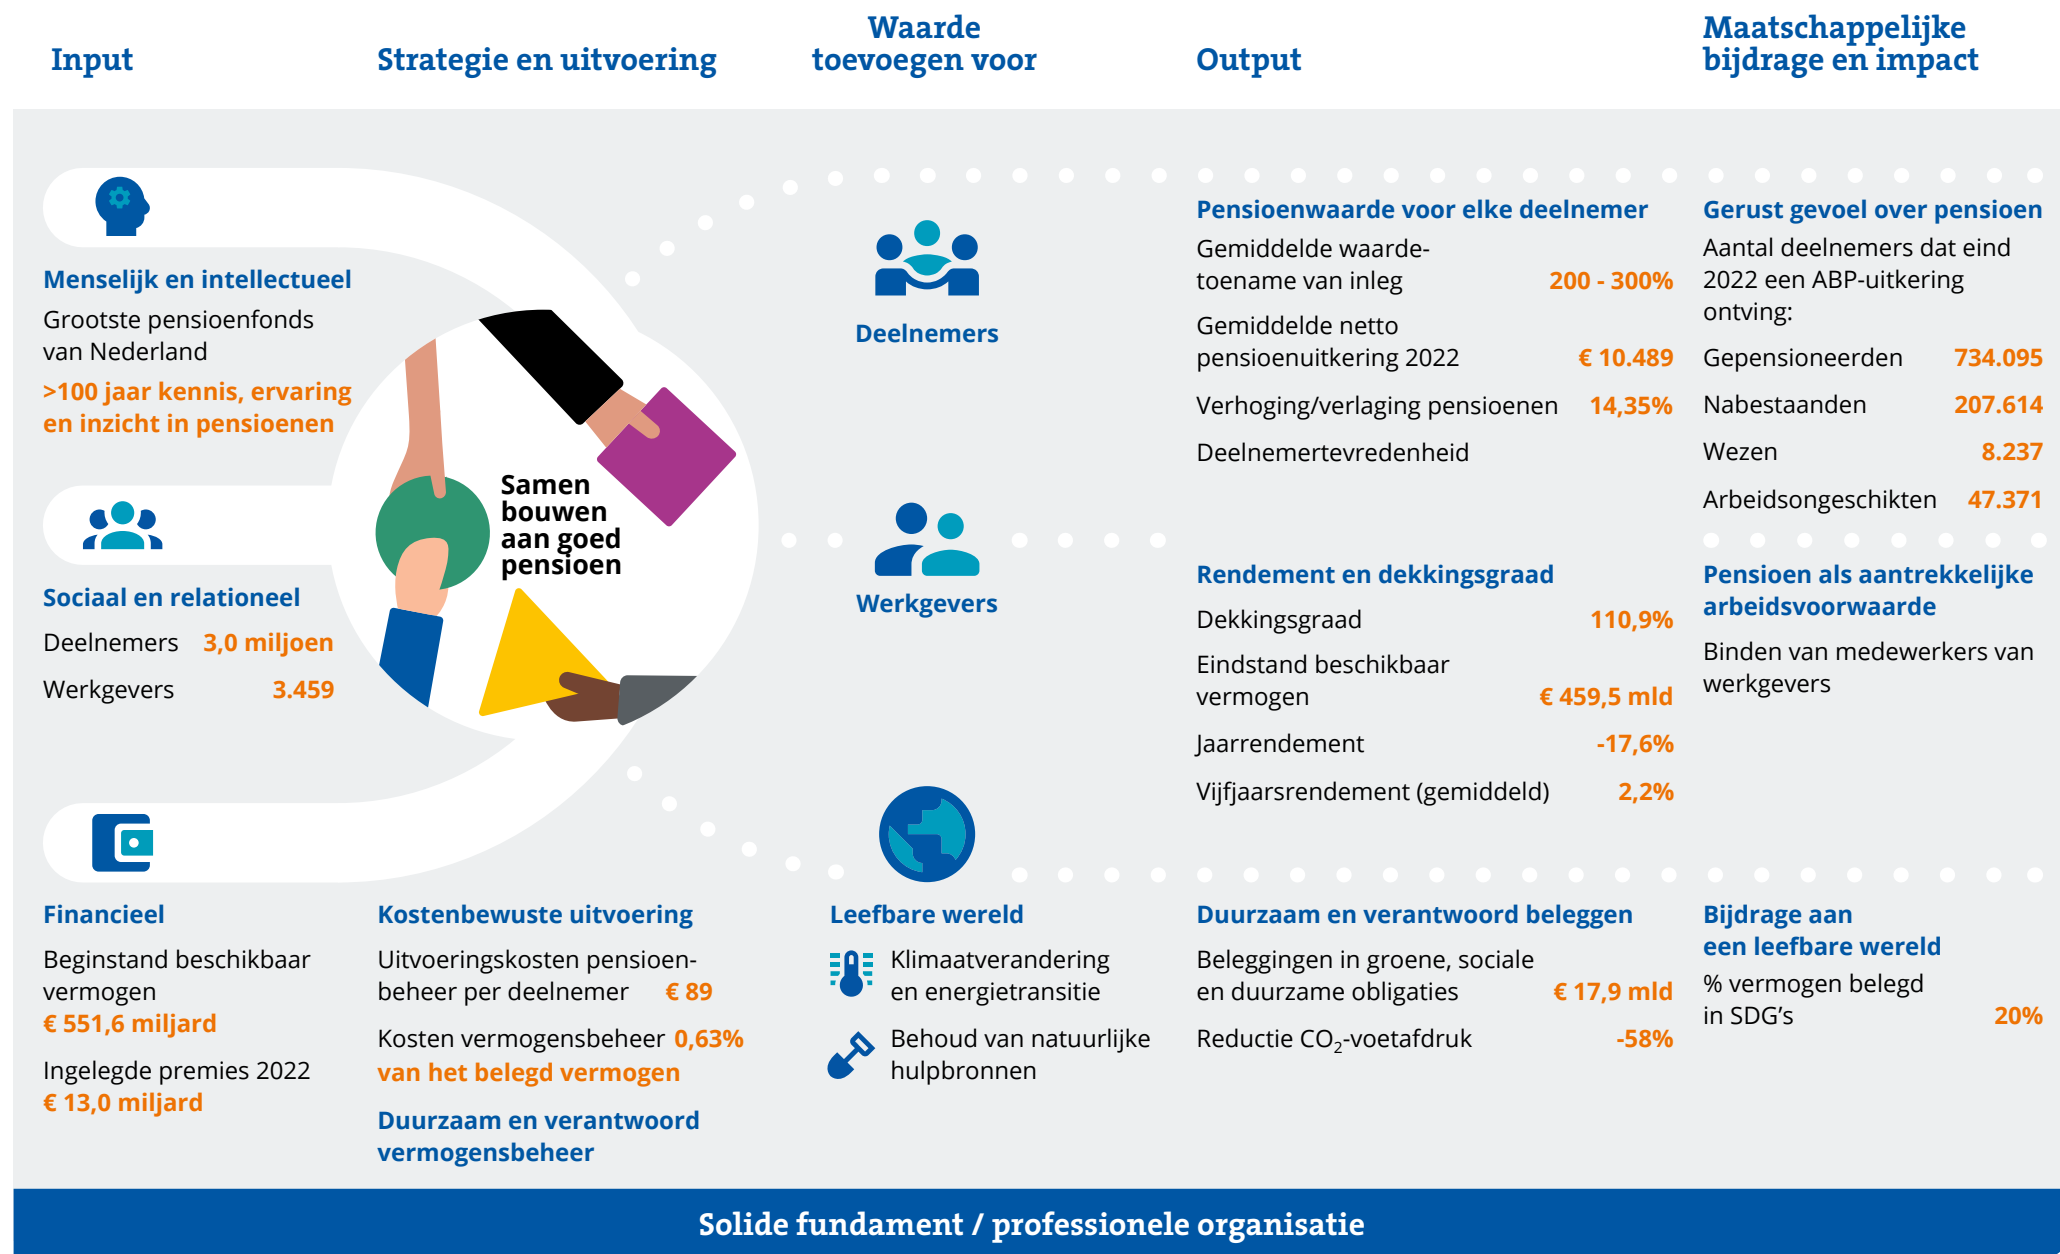 Input
Strategie en uitvoering
Waarde
toevoegen voor
Output
Maatschappelijke
bijdrage en impact
Menselijk en intellectueel
Grootste pensioenfonds
van Nederland
>100 jaar kennis, ervaring
en inzicht in pensioenen
Sociaal en relationeel
Deelnemers 3,0 miljoen
Werkgevers 3.459
Financieel
Beginstand beschikbaar
vermogen
€ 551,6 miljard
Ingelegde premies 2022
€ 13,0 miljard
Samen
bouwen
aan goed
pensioen
Kostenbewuste uitvoering
Uitvoeringskosten pensioen-
beheer per deelnemer € 89
Kosten vermogensbeheer 0,63%
van het belegd vermogen
Duurzaam en verantwoord
vermogensbeheer
Deelnemers
Werkgevers
Leefbare wereld
Klimaatverandering
en energietransitie
Behoud van natuurlijke
hulpbronnen
Pensioenwaarde voor elke deelnemer
Gemiddelde waarde-
toename van inleg 200 - 300%
Gemiddelde netto
pensioenuitkering 2022 € 10.489
Verhoging/verlaging pensioenen 14,35%
Deelnemertevredenheid
Rendement en dekkingsgraad
Dekkingsgraad 110,9%
Eindstand beschikbaar
vermogen € 459,5 mld
Jaarrendement -17,6%
Vijfjaarsrendement (gemiddeld) 2,2%
Duurzaam en verantwoord beleggen
Beleggingen in groene, sociale
en duurzame obligaties € 17,9 mld
Reductie CO₂-voetafdruk -58%
Gerust gevoel over pensioen
Aantal deelnemers dat eind
2022 een ABP-uitkering
ontving:
Gepensioneerden 734.095
Nabestaanden 207.614
Wezen 8.237
Arbeidsongeschikten 47.371
Pensioen als aantrekkelijke
arbeidsvoorwaarde
Binden van medewerkers van
werkgevers
Bijdrage aan
een leefbare wereld
% vermogen belegd
in SDG's 20%
Solide fundament / professionele organisatie